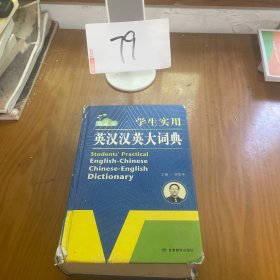 79
学生实用
英汉汉英大词典
Students' Practical
English-Chinese
Chinese-English
Dictionary